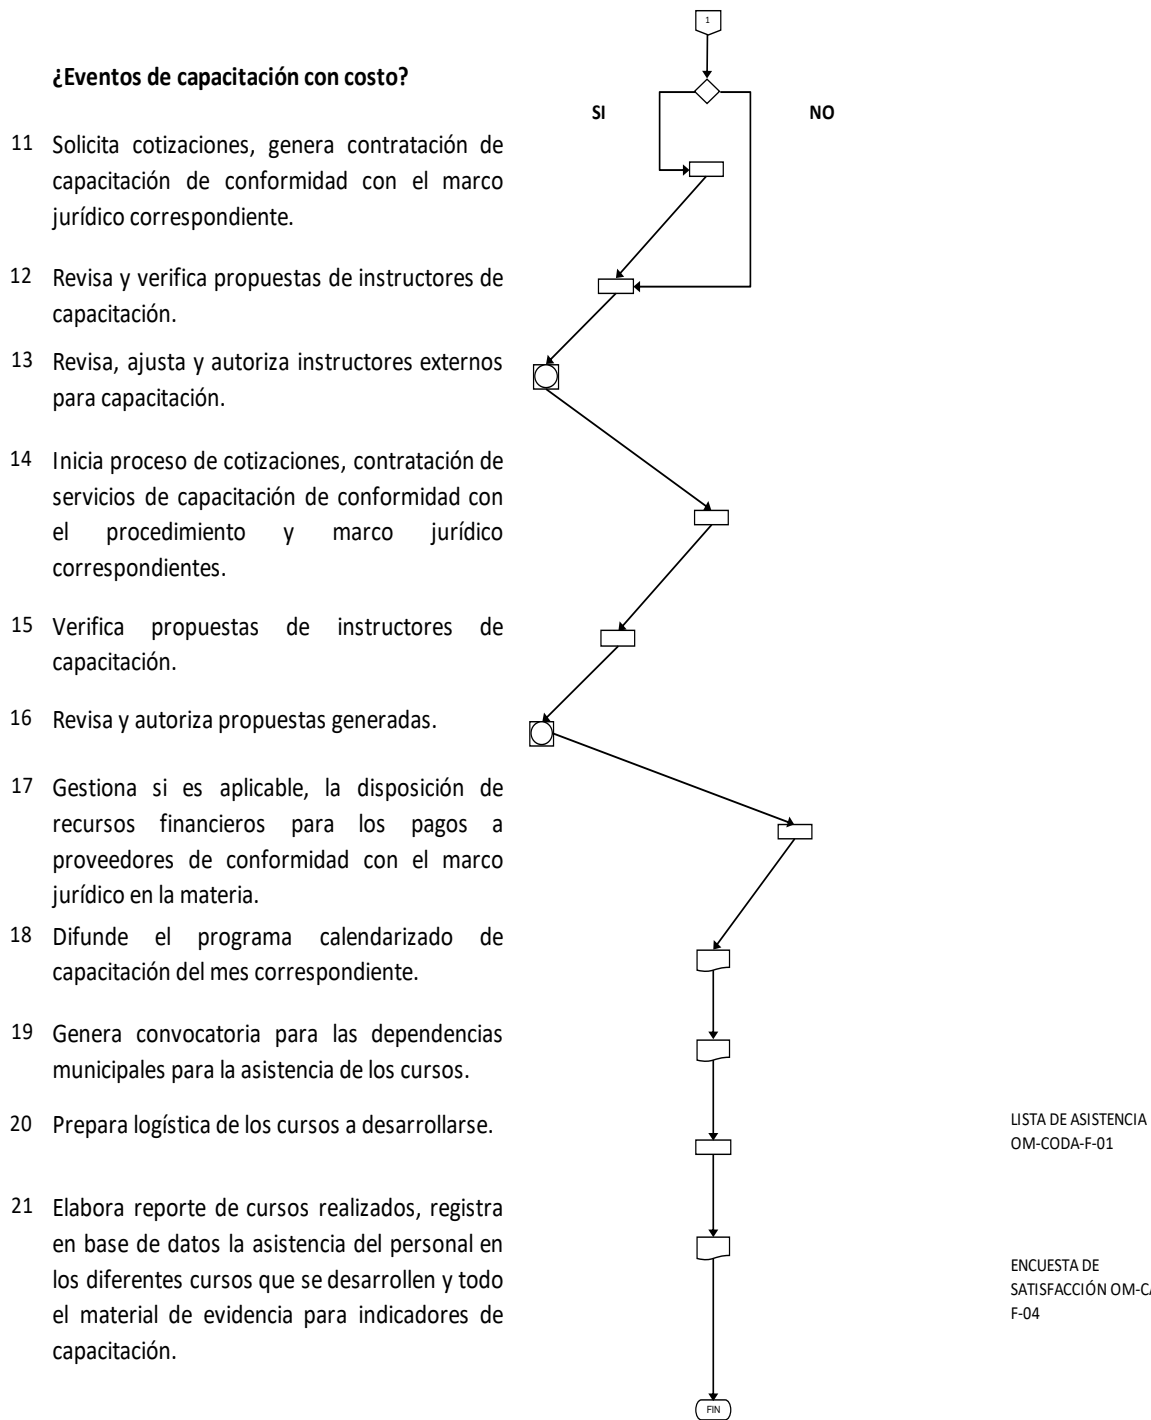 1
¿Eventos de capacitación con costo?
SI
NO
11 Solicita cotizaciones, genera contratación de
capacitación de conformidad con el marco
jurídico correspondiente.
12 Revisa y verifica propuestas de instructores de
capacitación.
13 Revisa, ajusta y autoriza instructores externos
para capacitación.
14 Inicia proceso de cotizaciones, contratación de
servicios de capacitación de conformidad con
el procedimiento y marco jurídico
correspondientes.
15 Verifica propuestas de instructores de
capacitación.
16 Revisa y autoriza propuestas generadas.
17 Gestiona si es aplicable, la disposición de
recursos financieros para los pagos a
proveedores de conformidad con el marco
jurídico en la materia.
18 Difunde el programa calendarizado de
capacitación del mes correspondiente.
19 Genera convocatoria para las dependencias
municipales para la asistencia de los cursos.
20 Prepara logística de los cursos a desarrollarse.
LISTA DE ASISTENCIA
OM-CODA-F-01
21 Elabora reporte de cursos realizados, registra
en base de datos la asistencia del personal en
los diferentes cursos que se desarrollen y todo
el material de evidencia para indicadores de
capacitación.
ENCUESTA DE
SATISFACCIÓN
F-04
FIN